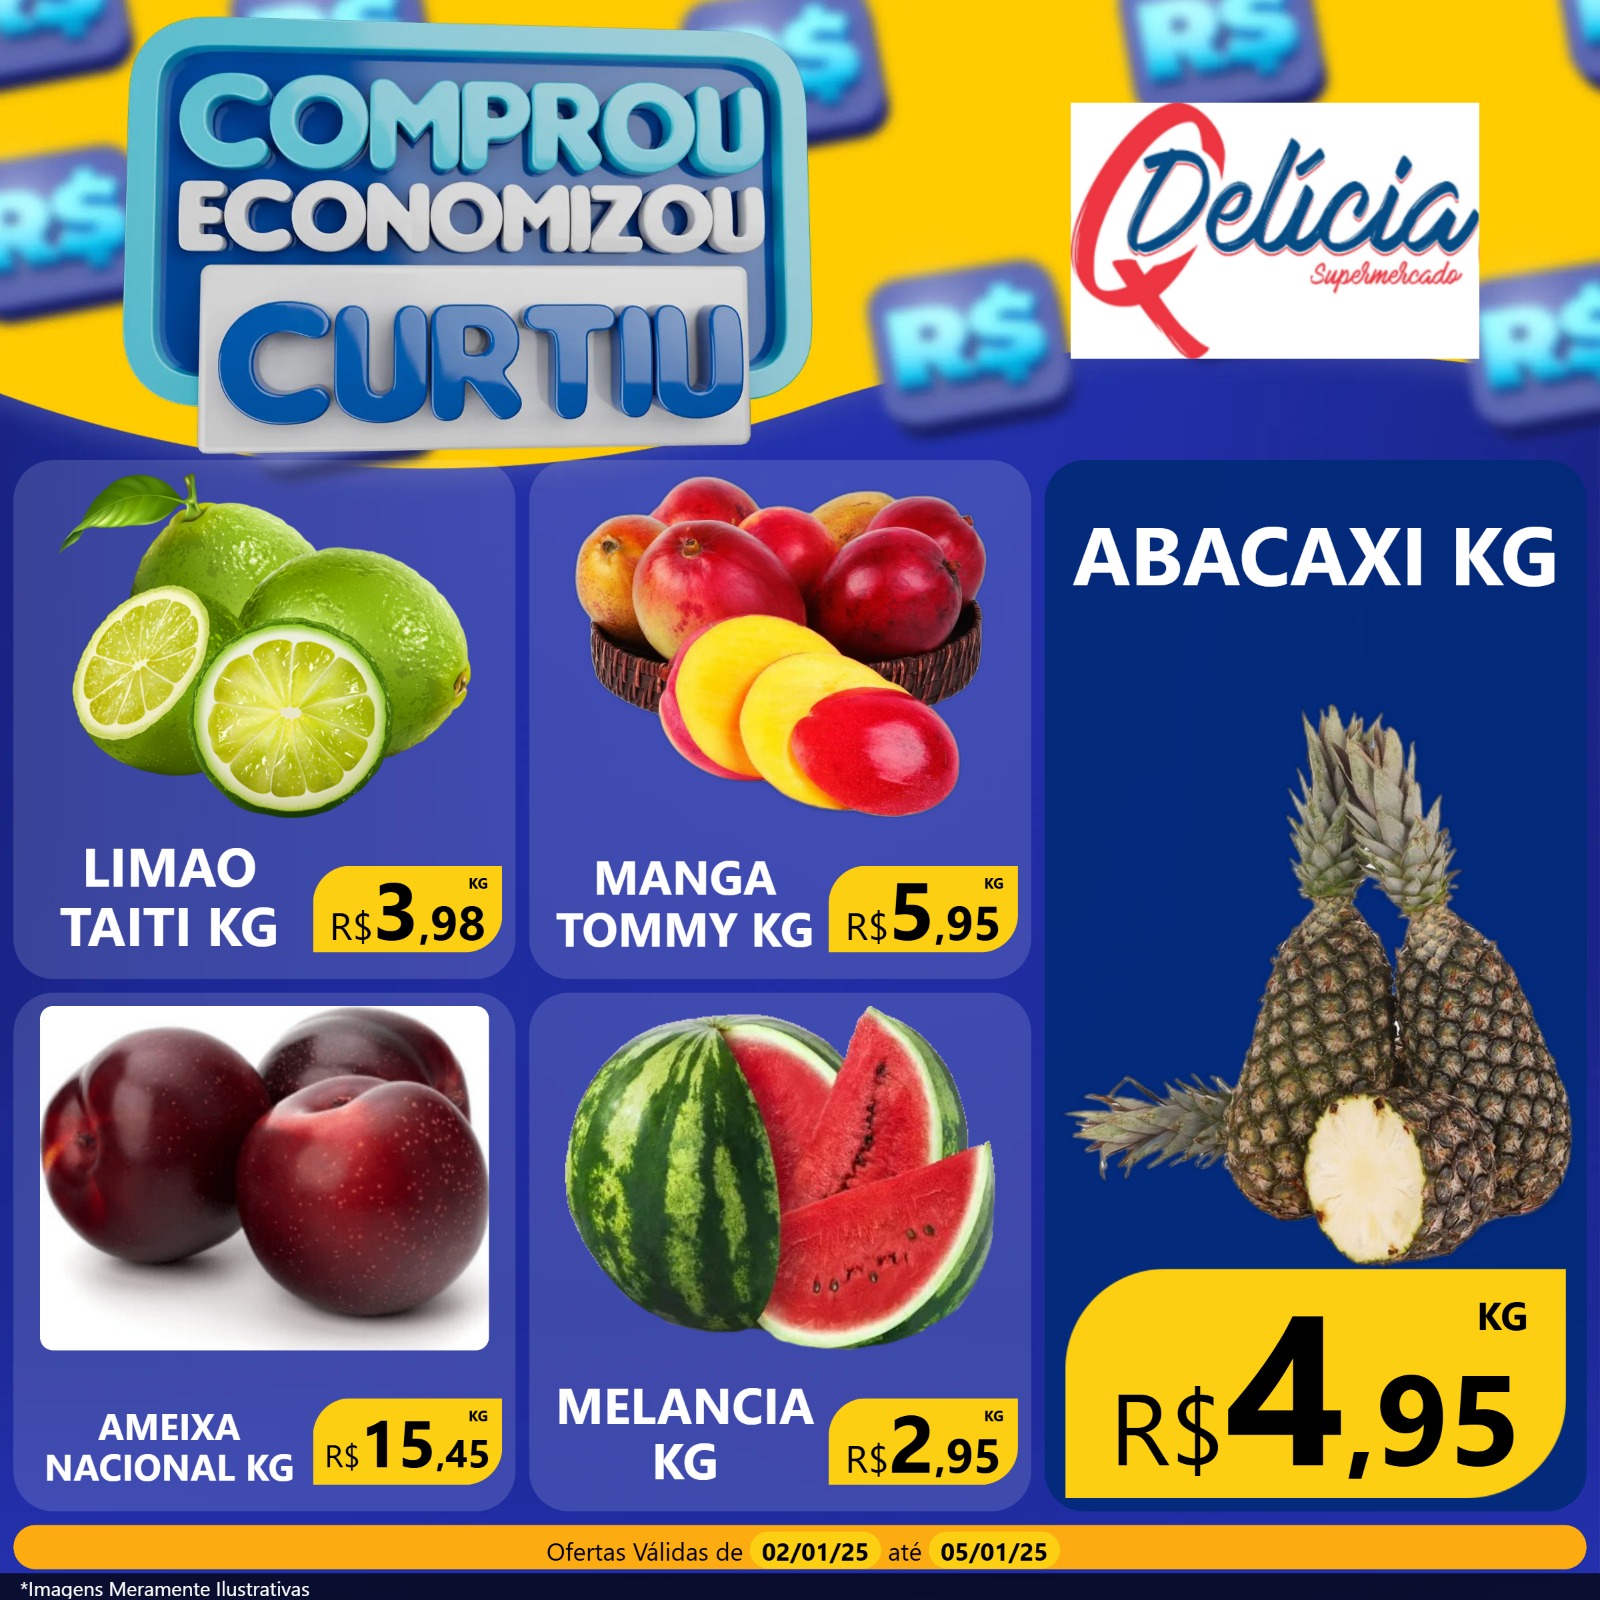 COMPROU
ECONOMIZOU
CURTIU
Q Delícia
Supermercado
R$
R$
R$
R$
R$
LIMAO
TAITI KG
KG
R$3,98
MANGA
TOMMY KG
KG
R$5,95
ABACAXI KG
KG
R$4,95
AMEIXA
NACIONAL KG
KG
R$15,45
MELANCIA
KG
KG
R$2,95
Ofertas Válidas de 02/01/25 até 05/01/25
*Imagens Meramente Ilustrativas